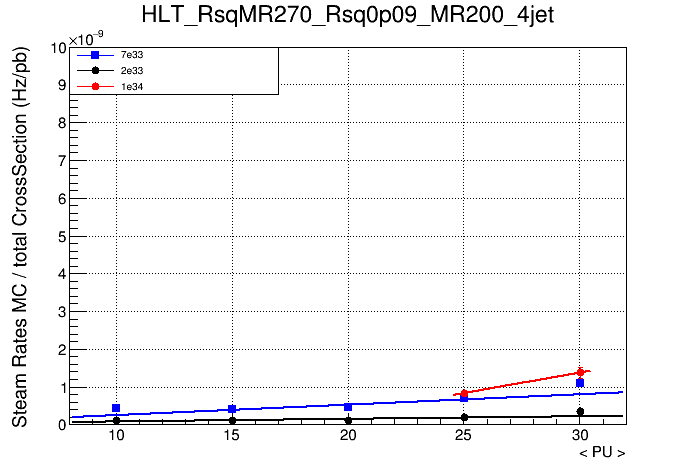 HLT_RsqMR270_Rsq0p09_MR200_4jet
×10⁻⁹
10
9
8
7
6
5
4
3
2
1
0
7e33
2e33
1e34
Steam Rates MC / total CrossSection (Hz/pb)
10 15 20 25 30
< PU >